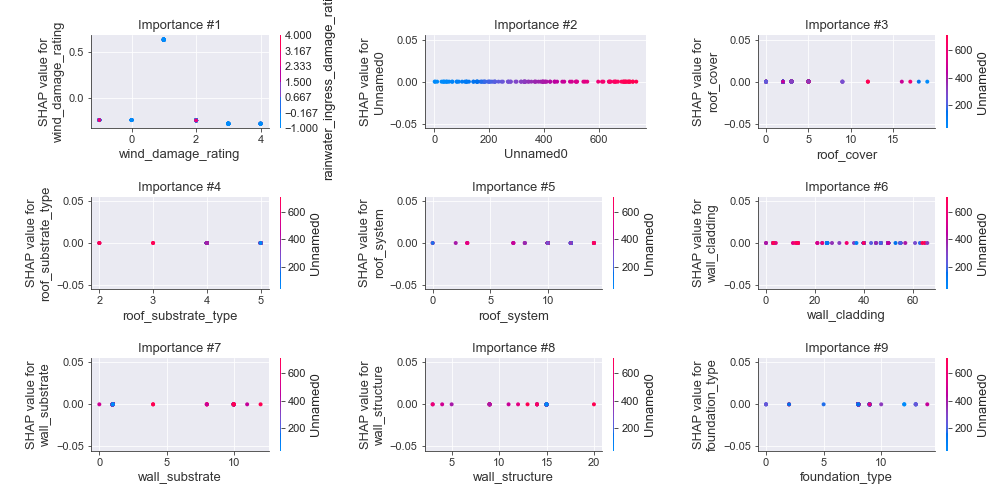 Importance #1
SHAP value for
wind_damage_rating
0.5
0.0
0
2
4
wind_damage_rating
4.000
3.167
2.333
1.500
0.667
−0.167
−1.000
Importance #2
SHAP value for
Unnamed0
0.05
0.00
−0.05
0
200
400
600
Unnamed0
Importance #3
SHAP value for
roof_cover
0.05
0.00
−0.05
0
5
10
15
roof_cover
600
400
200
Unnamed0
Importance #4
SHAP value for
roof_substrate_type
0.05
0.00
−0.05
2
3
4
5
roof_substrate_type
600
400
200
Unnamed0
Importance #5
SHAP value for
roof_system
0.05
0.00
−0.05
0
5
10
roof_system
600
400
200
Unnamed0
Importance #6
SHAP value for
wall_cladding
0.05
0.00
−0.05
0
20
40
60
wall_cladding
600
400
200
Unnamed0
Importance #7
SHAP value for
wall_substrate
0.05
0.00
−0.05
0
5
10
wall_substrate
600
400
200
Unnamed0
Importance #8
SHAP value for
wall_structure
0.05
0.00
−0.05
5
10
15
20
wall_structure
600
400
200
Unnamed0
Importance #9
SHAP value for
foundation_type
0.05
0.00
−0.05
0
5
10
foundation_type
600
400
200
Unnamed0